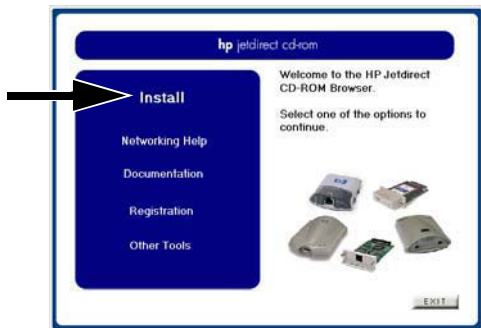 hp jetdirect cd-rom
Install
Networking Help
Documentation
Registration
Other Tools
Welcome to the HP Jetdirect
CD-ROM Browser.
Select one of the options to
continue.
EXIT